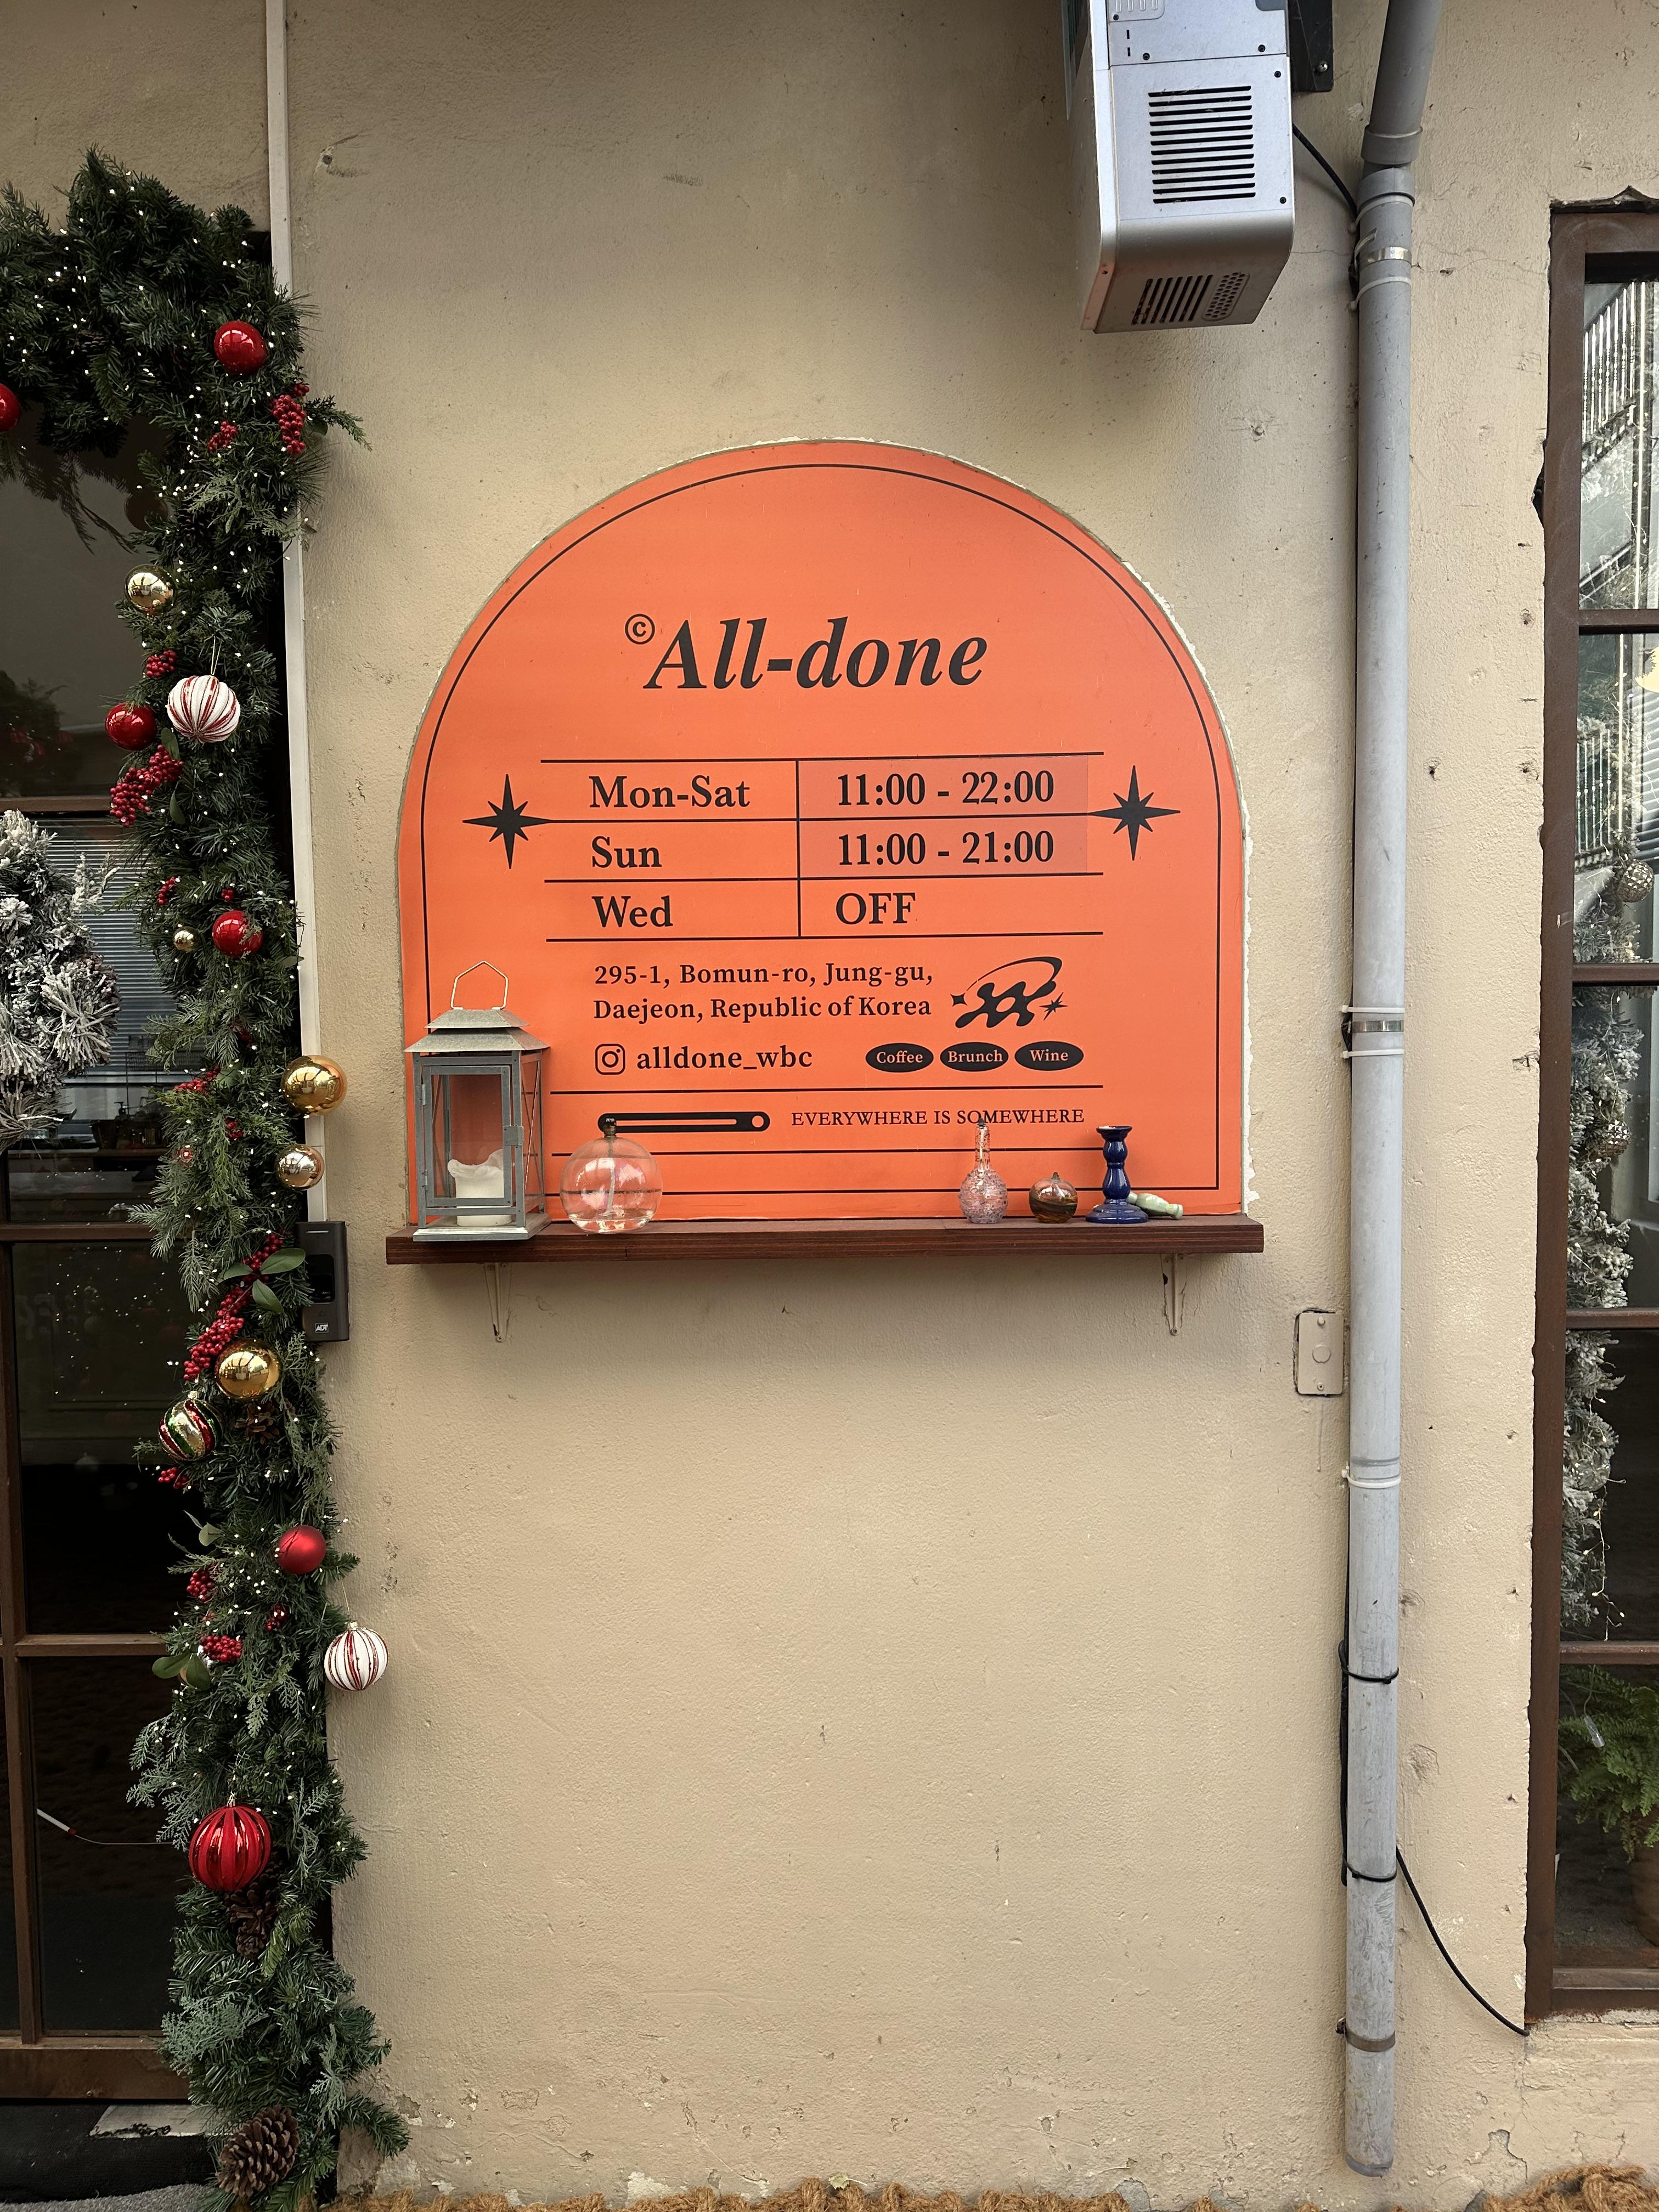 ©All-done
Mon-Sat 11:00 - 22:00
Sun 11:00 - 21:00
Wed OFF
295-1, Bomun-ro, Jung-gu,
Daejeon, Republic of Korea
alldone_wbc Coffee Brunch Wine
EVERYWHERE IS SOMEWHERE
ADT